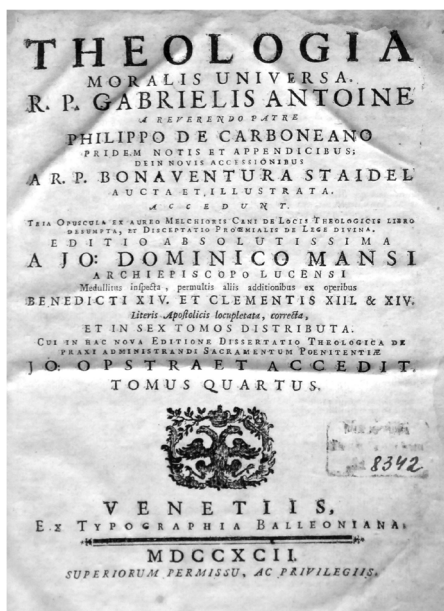 THEOLOGIA
MORALIS UNIVERSA.
R. P. GABRIELIS ANTOINE
A REVERENDO PATRE
PHILIPPO DE CARBONEANO
PRIDEM NOTIS ET APPENDICIBUS;
DEIN NOVIS ACCESSIONIBUS
A R. P. BONAVENTURA STAIDEL
AUCTA ET ILLUSTRATA.
ACCEDUNT.
TRIA OPUSCULA EX AUREO MELCHIORIS CANI DE LOCIS THEOLOGICIS LIBRO
DESUMPTA, ET DISCEPTATIO PROEMIALIS DE LEGE DIVINA.
EDITIO ABSOLUTISSIMA
A JO: DOMINICO MANSI
ARCHIEPISCOPO LUCENSI
Medullitus inspecta, permultis aliis additionibus ex operibus
BENEDICTI XIV. ET CLEMENTIS XIII. & XIV.
Literis Apostolicis locupletata, correcta,
ET IN SEX TOMOS DISTRIBUTA.
CUI IN HAC NOVA EDITIONE DISSERTATIO THEOLOGICA DE
PRAXI ADMINISTRANDI SACRAMENTUM POENITENTIÆ
JO: OPSTRAET ACCEDIT.
TOMUS QUARTUS.
8342
VENETIIS,
EX TYPOGRAPHIA BALLEONIANA.
MDCCXCII.
SUPERIORUM PERMISSU, AC PRIVILEGIIS.